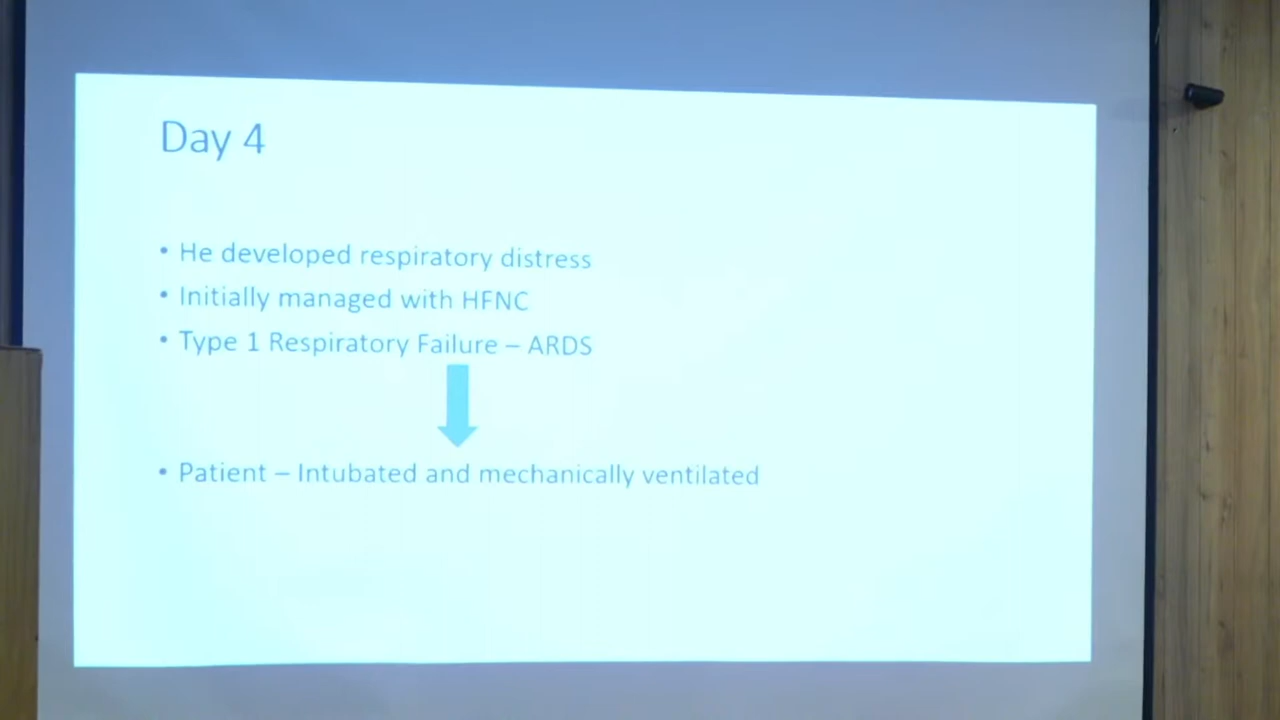 Day 4
• He developed respiratory distress
• Initially managed with HFNC
• Type 1 Respiratory Failure – ARDS
• Patient – Intubated and mechanically ventilated